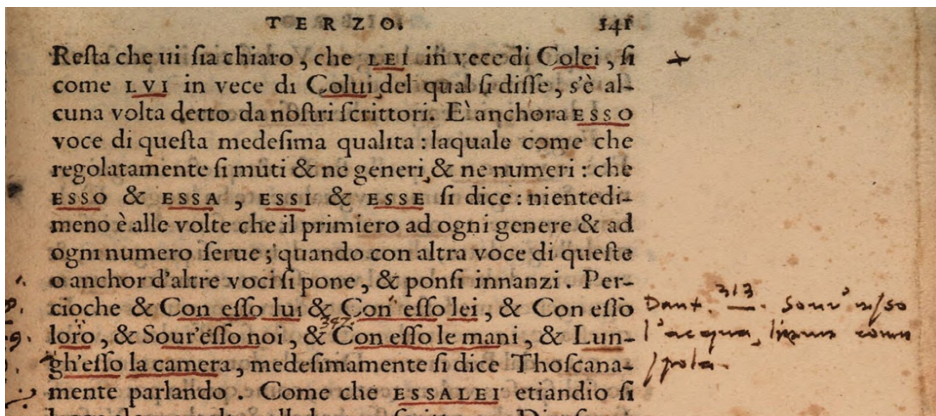 TERZO. 141
Resta che ui sia chiaro, che LEI in vece di Colei, si
come LVI in vece di Colui del qual si disse, s'è al-
cuna volta detto da nostri scrittori. E' anchora ESSO
voce di questa medesima qualita: laquale come che
regolatamente si muti & ne generi, & ne numeri: che
ESSO & ESSA, ESSI & ESSE si dice: nientedi-
meno è alle volte che il primiero ad ogni genere & ad
ogni numero serue; quando con altra voce di queste
o anchor d'altre voci si pone, & ponsi innanzi. Per-
cioche & Con esso lui & Con esso lei, & Con esso
loro, & Sour'esso noi, & Con esso le mani, & Lun-
gh'esso la camera, medesimamente si dice Thoscana-
mente parlando. Come che ESSALEI etiandio si
Dant. 313. Sour'esso
l'acqua, come
spola.